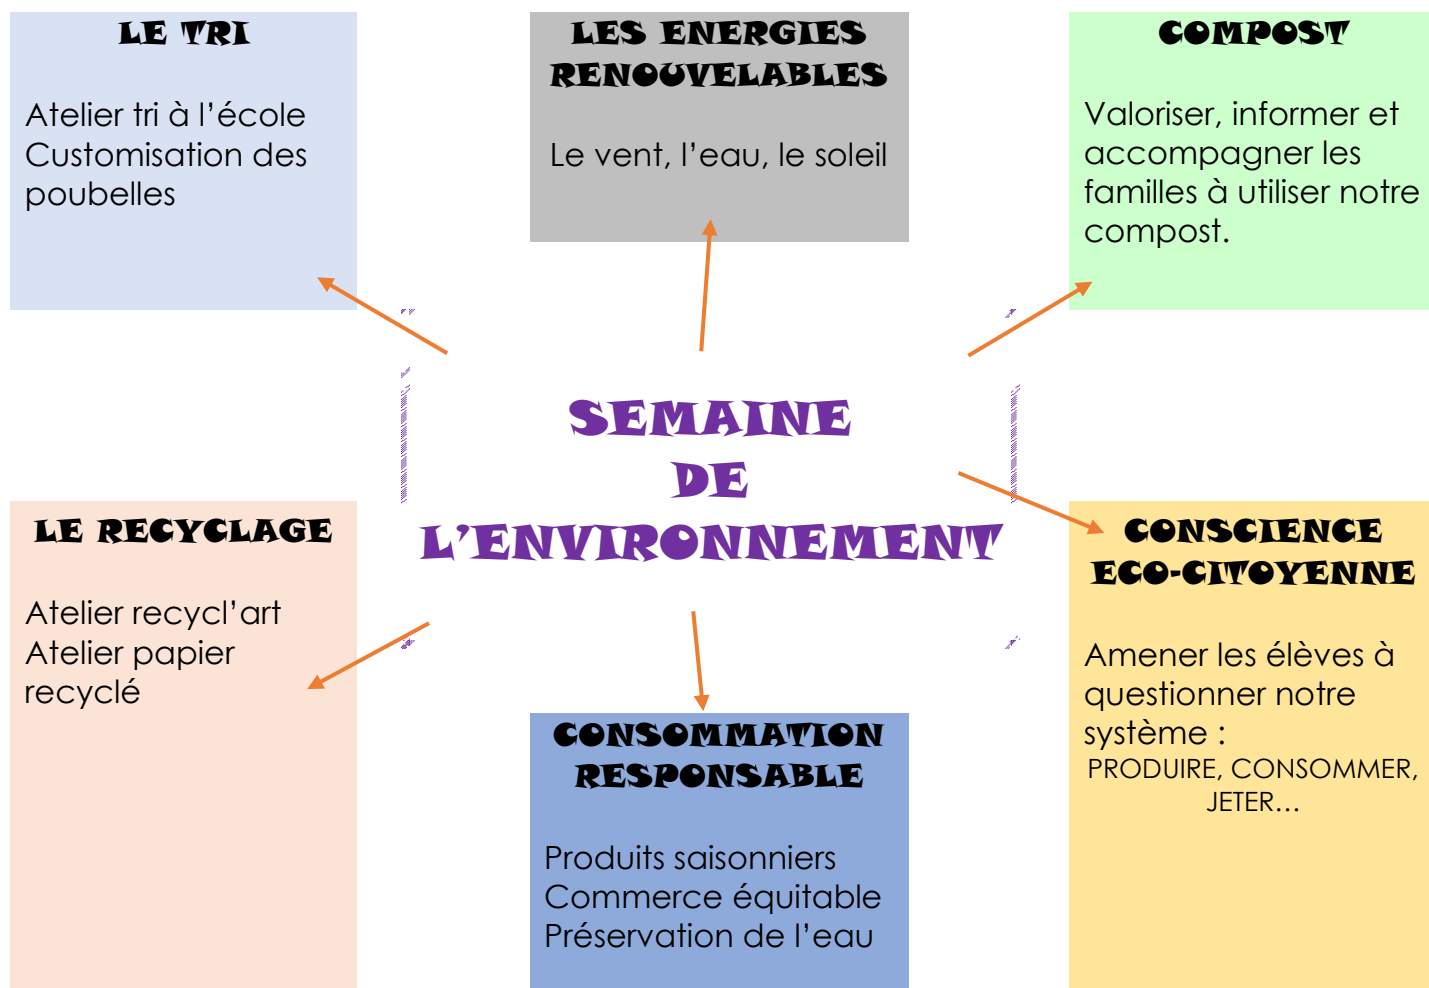 LE TRI
Atelier tri à l’école
Customisation des
poubelles
LES ENERGIES
RENOUVELABLES
Le vent, l’eau, le soleil
COMPOST
Valoriser, informer et
accompagner les
familles à utiliser notre
compost.
SEMAINE
DE
L’ENVIRONNEMENT
LE RECYCLAGE
Atelier recycl’art
Atelier papier
recyclé
CONSOMMATION
RESPONSABLE
Produits saisonniers
Commerce équitable
Préservation de l’eau
CONSCIENCE
ECO-CITOYENNE
Amener les élèves à
questionner notre
système :
PRODUIRE, CONSOMMER,
JETER…